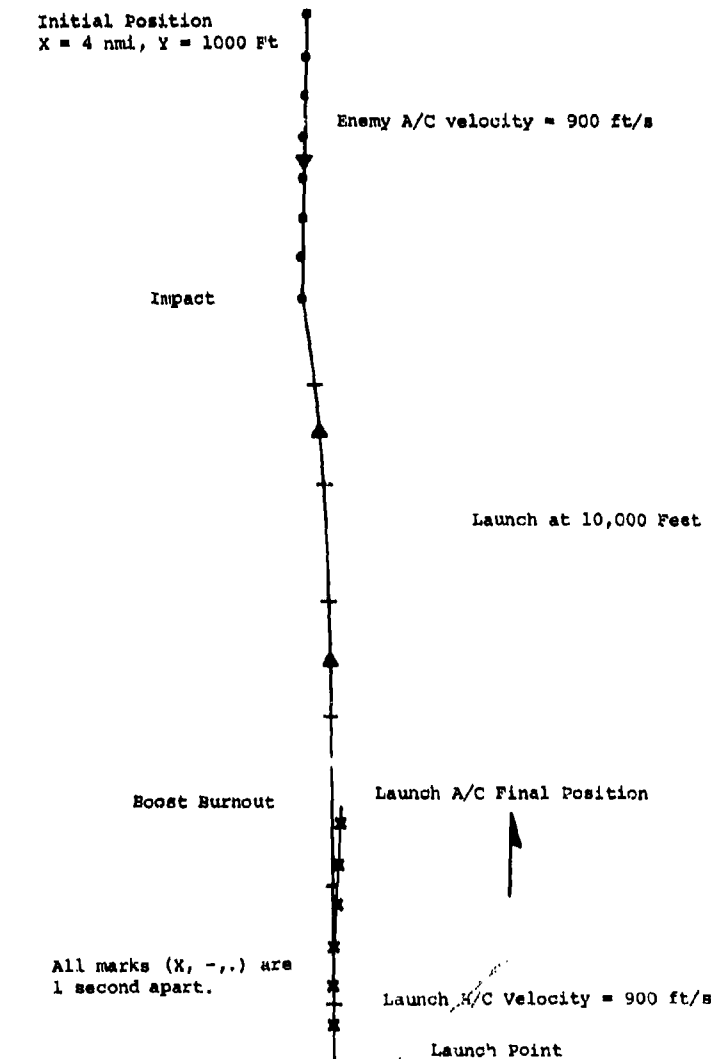 Initial Position
X = 4 nmi, Y = 1000 Ft
Enemy A/C velocity = 900 ft/s
Impact
Launch at 10,000 Feet
Boost Burnout
Launch A/C Final Position
All marks (X, -,.) are
1 second apart.
Launch A/C Velocity = 900 ft/s
Launch Point